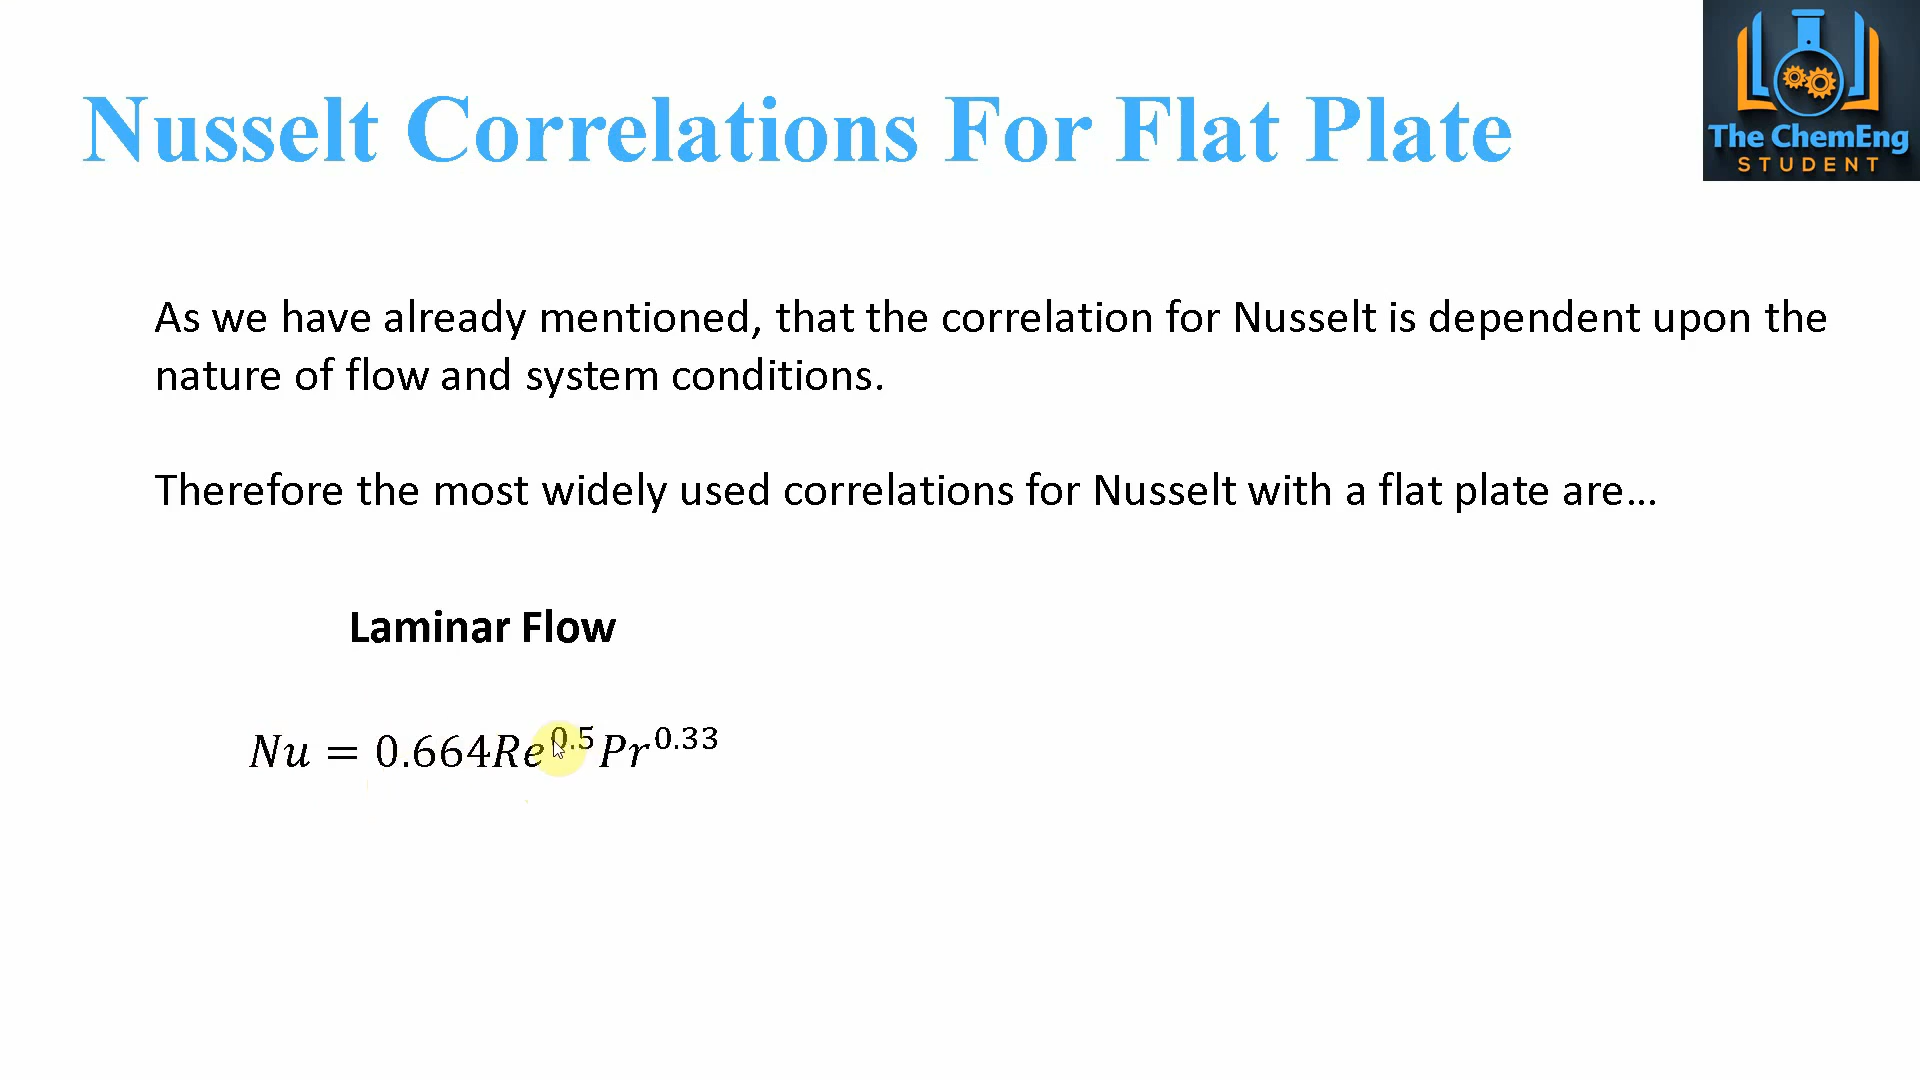 Nusselt Correlations For Flat Plate
The ChemEng
STUDENT
As we have already mentioned, that the correlation for Nusselt is dependent upon the
nature of flow and system conditions.
Therefore the most widely used correlations for Nusselt with a flat plate are…
Laminar Flow
𝑁𝑢 = 0.664𝑅𝑒^0.5 𝑃𝑟^0.33